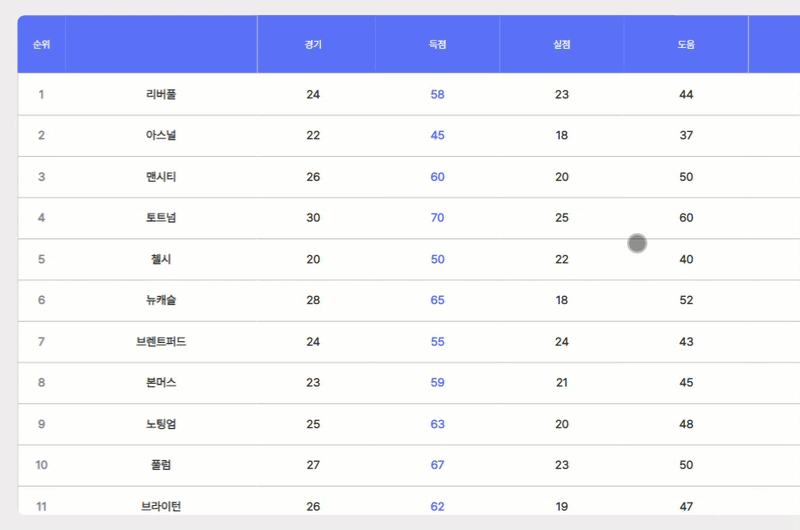 순위 경기 득점 실점 도움
1 리버풀 24 58 23 44
2 아스널 22 45 18 37
3 맨시티 26 60 20 50
4 토트넘 30 70 25 60
5 첼시 20 50 22 40
6 뉴캐슬 28 65 18 52
7 브렌트퍼드 24 55 24 43
8 본머스 23 59 21 45
9 노팅엄 25 63 20 48
10 풀럼 27 67 23 50
11 브라이턴 26 62 19 47